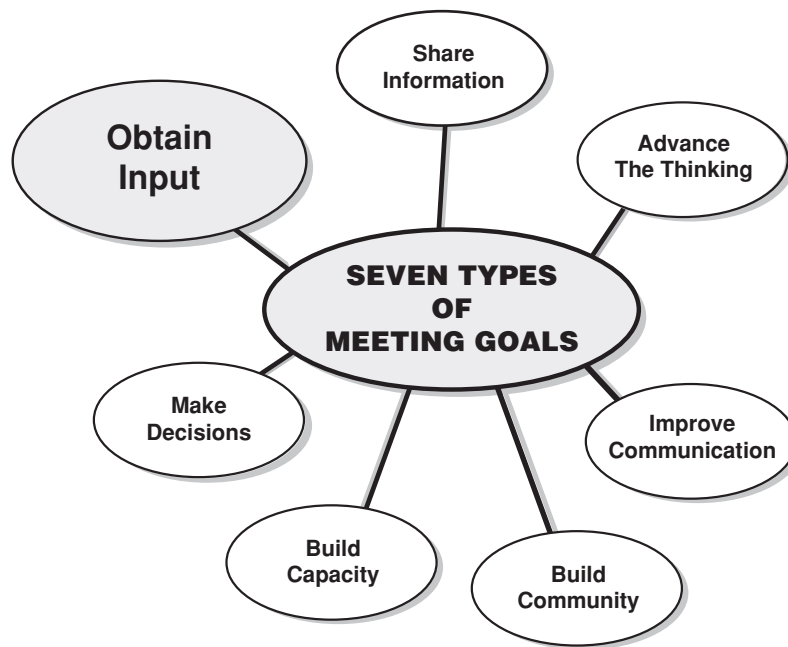 Share
Information
Obtain
Input
Advance
The Thinking
SEVEN TYPES
OF
MEETING GOALS
Make
Decisions
Improve
Communication
Build
Capacity
Build
Community